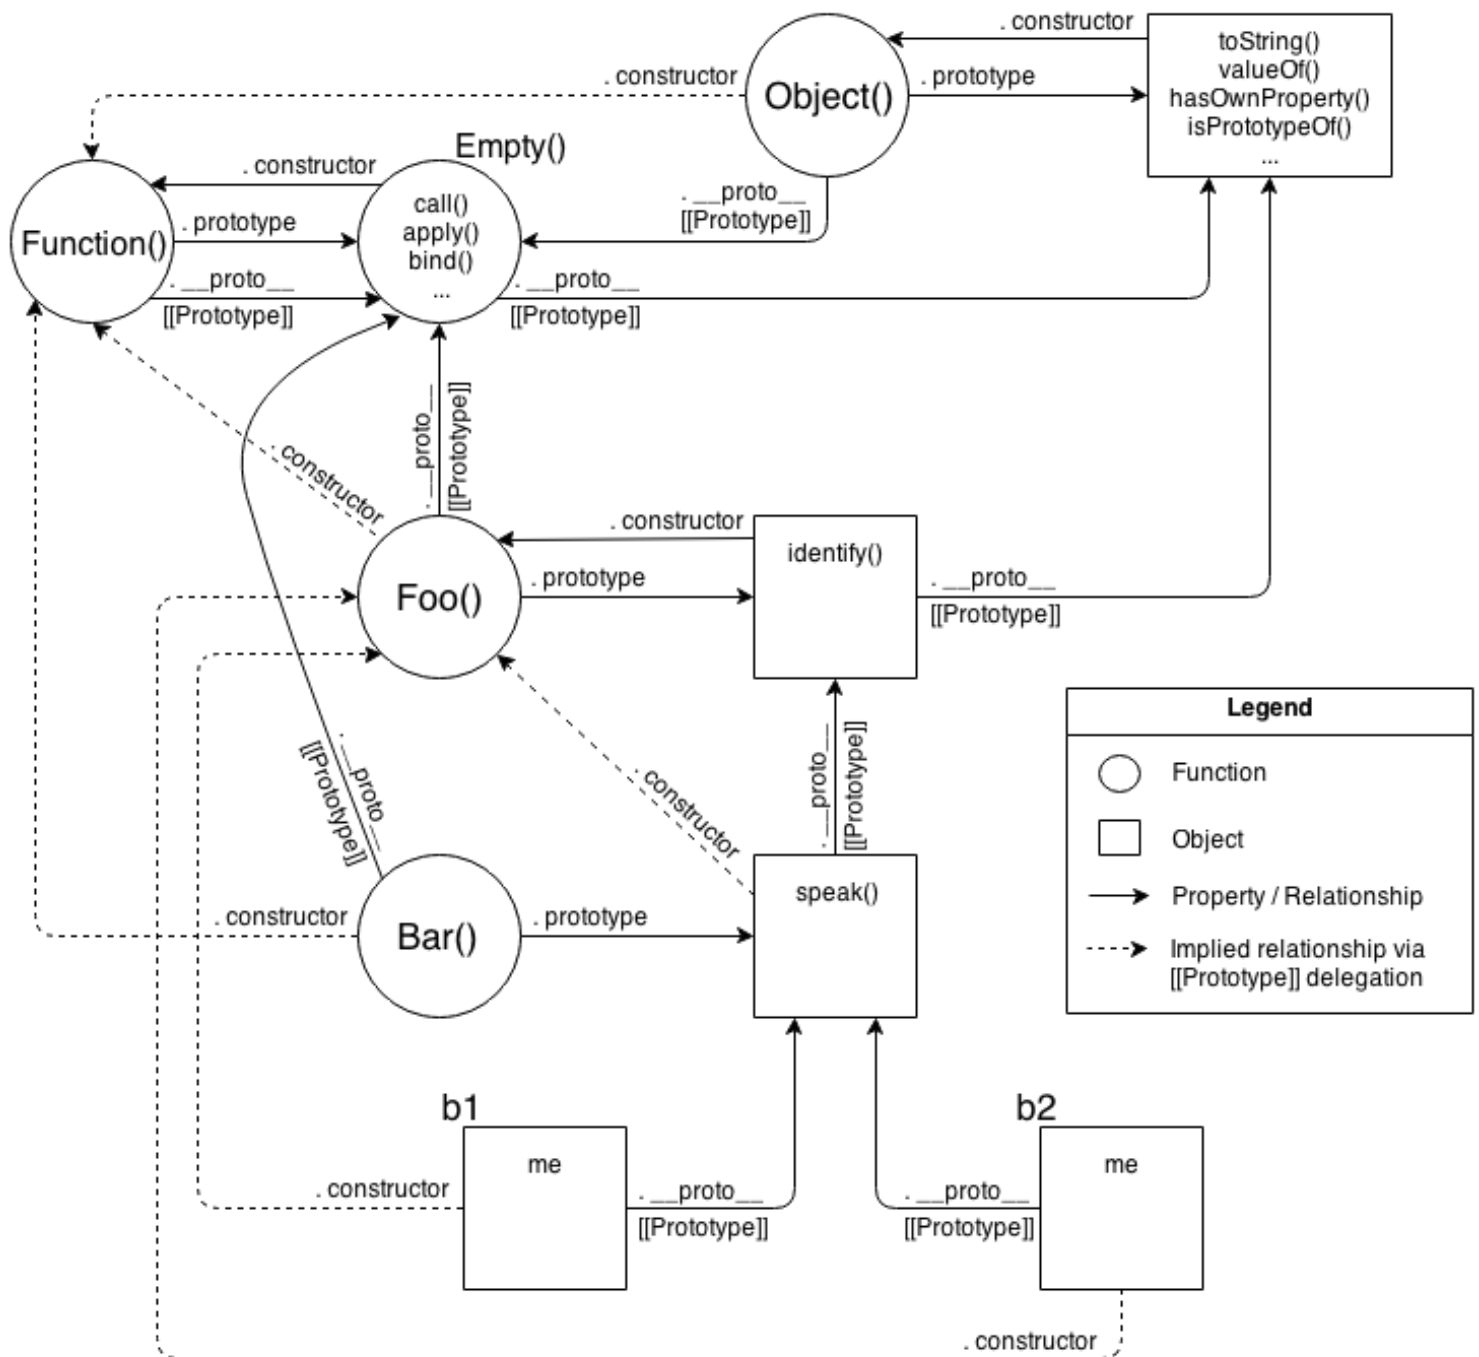 . constructor
toString()
valueOf()
hasOwnProperty()
isPrototypeOf()
...
. constructor
Object()
. prototype
Empty()
. constructor
. __proto__
[[Prototype]]
call()
apply()
bind()
...
Function()
. prototype
. __proto__
[[Prototype]]
. __proto__
[[Prototype]]
. __proto__
[[Prototype]]
. constructor
. constructor
identify()
Foo()
. prototype
. __proto__
[[Prototype]]
Legend
Function
Object
Property / Relationship
Implied relationship via
[[Prototype]] delegation
. __proto__
[[Prototype]]
. __proto__
[[Prototype]]
. constructor
speak()
. constructor
Bar()
. prototype
b1
b2
me
me
. constructor
. __proto__
[[Prototype]]
. __proto__
[[Prototype]]
. constructor